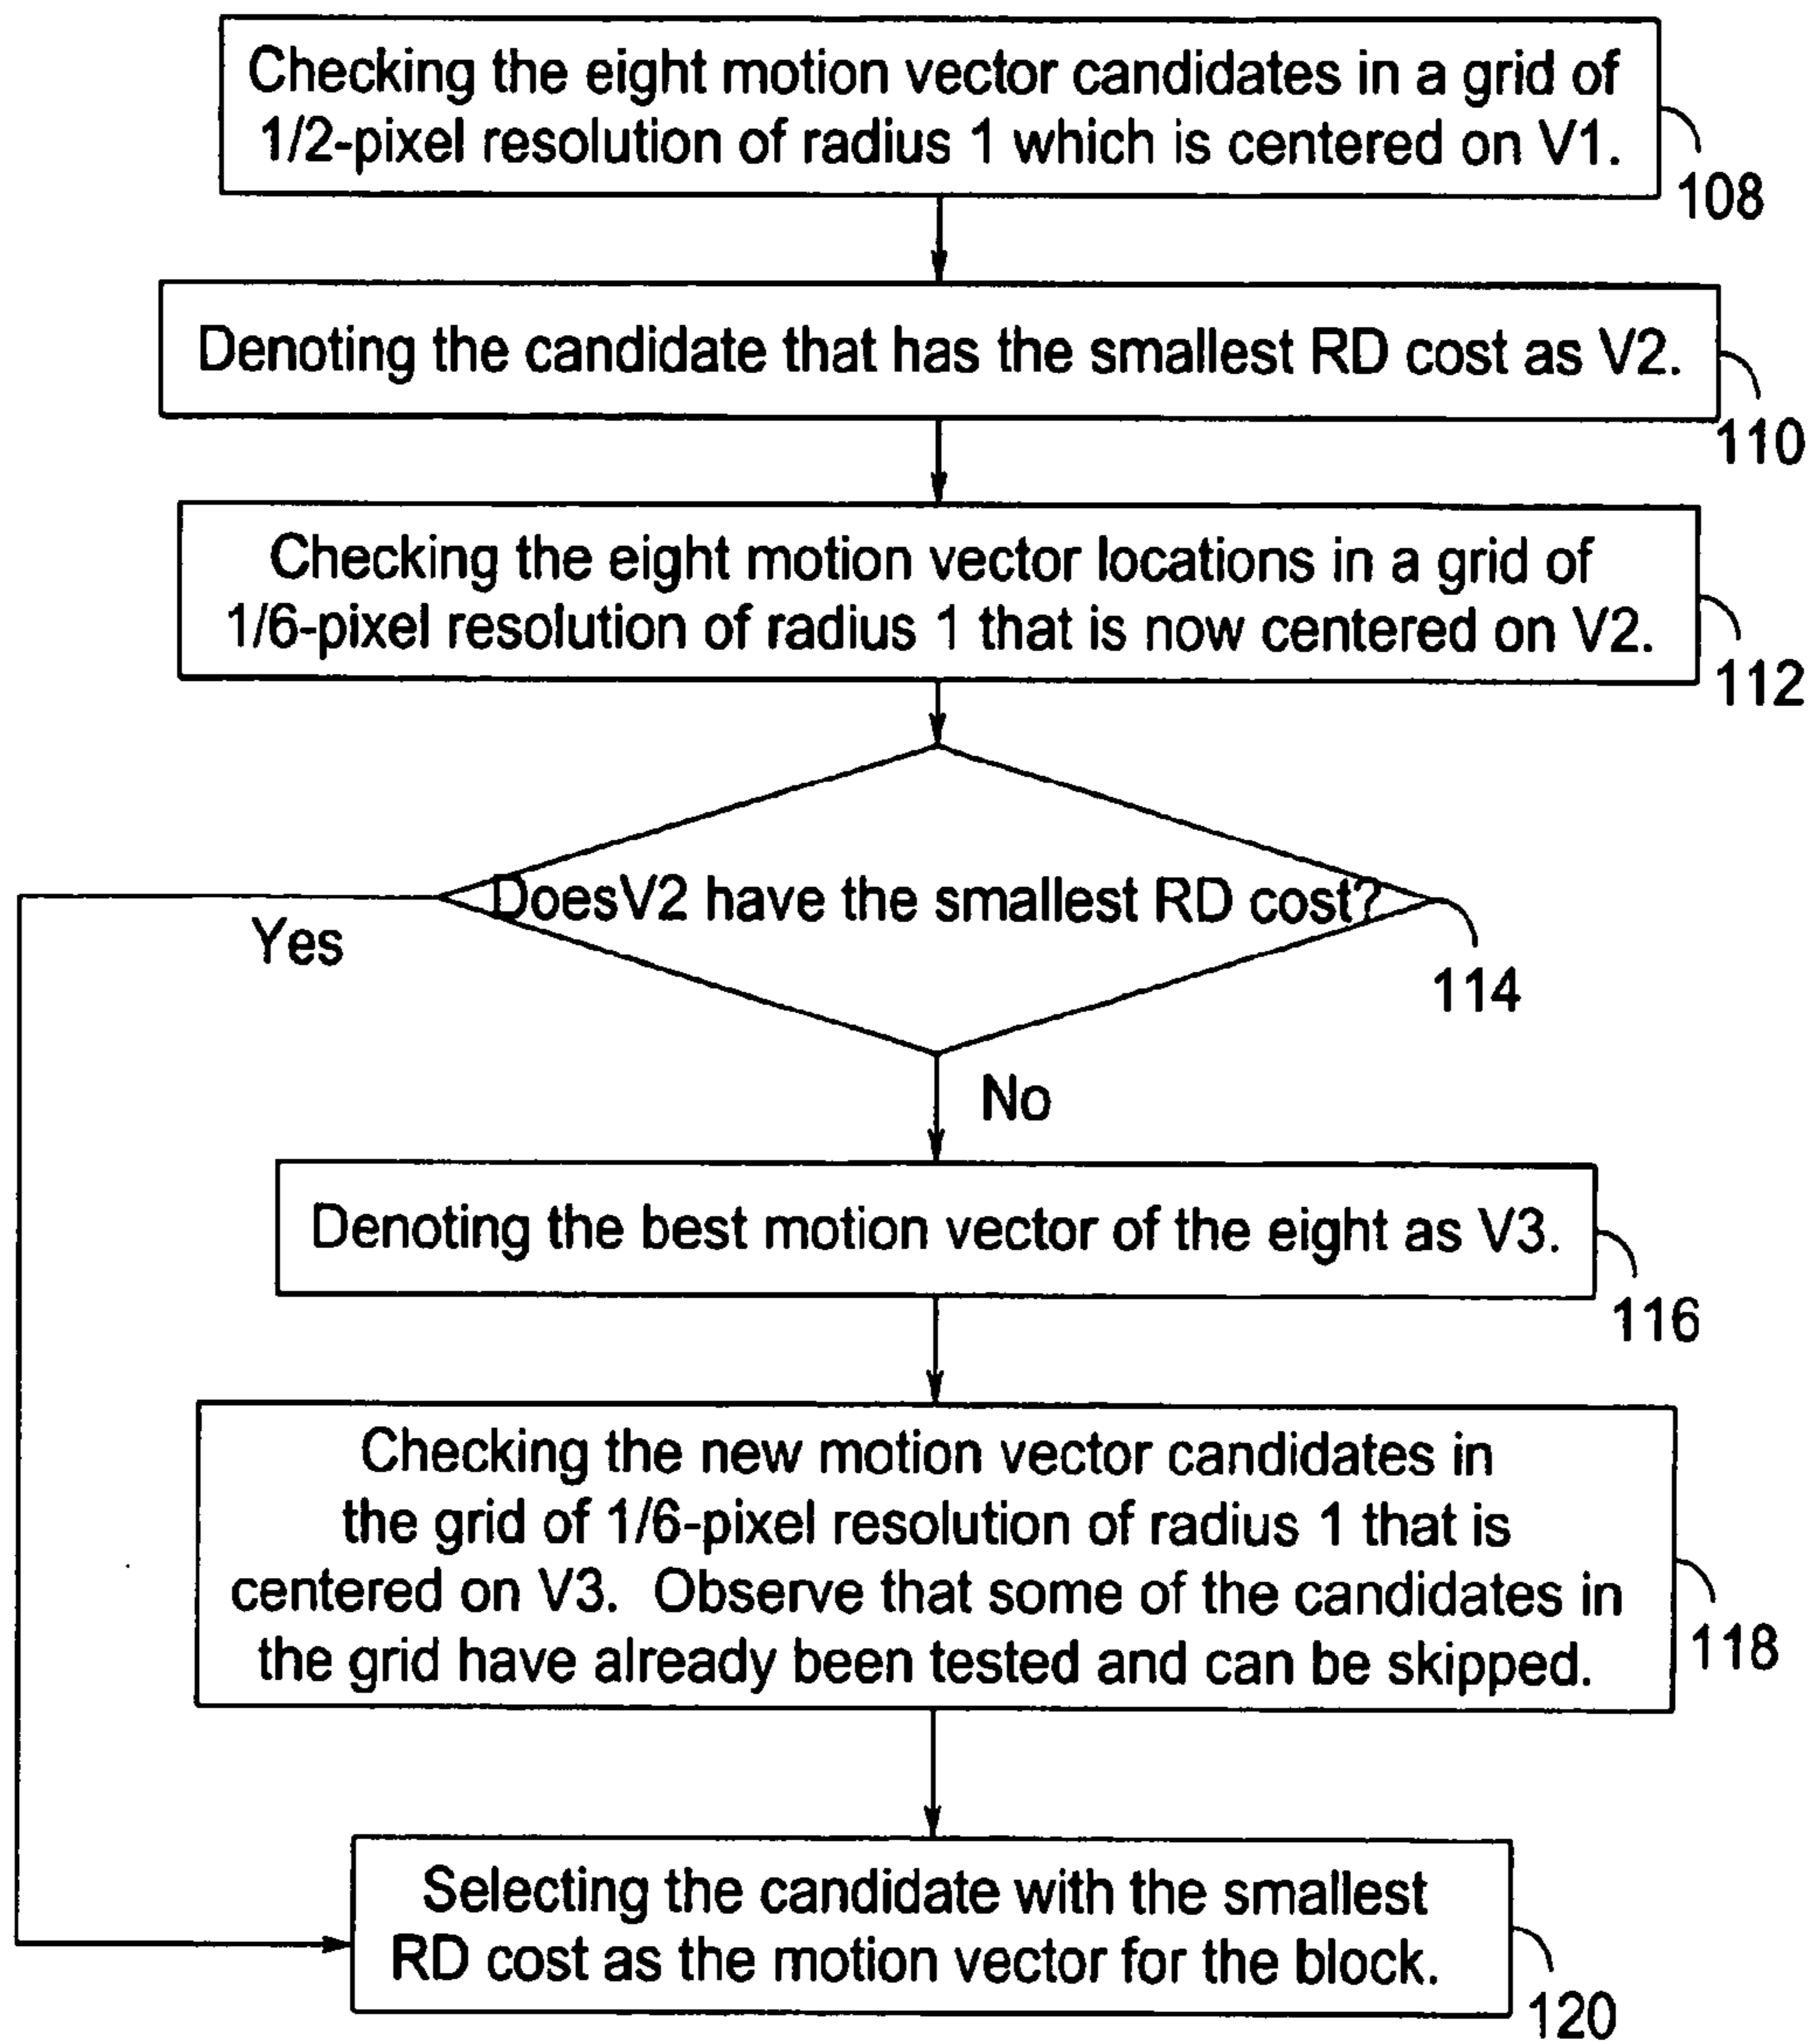 Checking the eight motion vector candidates in a grid of
1/2-pixel resolution of radius 1 which is centered on V1.
108
Denoting the candidate that has the smallest RD cost as V2.
110
Checking the eight motion vector locations in a grid of
1/6-pixel resolution of radius 1 that is now centered on V2.
112
DoesV2 have the smallest RD cost?
Yes
114
No
Denoting the best motion vector of the eight as V3.
116
Checking the new motion vector candidates in
the grid of 1/6-pixel resolution of radius 1 that is
centered on V3. Observe that some of the candidates in
the grid have already been tested and can be skipped.
118
Selecting the candidate with the smallest
RD cost as the motion vector for the block.
120